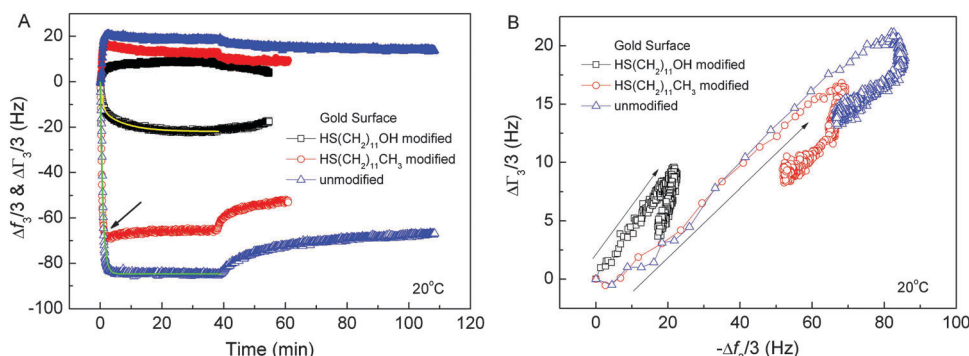 A
20
0
-20
-40
-60
-80
-100
Δf₃/3 & ΔΓ₃/3 (Hz)
Gold Surface
HS(CH₂)₁₁OH modified
HS(CH₂)₁₁CH₃ modified
unmodified
20°C
0 20 40 60 80 100 120
Time (min)
B
20
15
10
5
0
ΔΓ₃/3 (Hz)
Gold Surface
HS(CH₂)₁₁OH modified
HS(CH₂)₁₁CH₃ modified
unmodified
20°C
0 20 40 60 80 100
-Δf₃/3 (Hz)